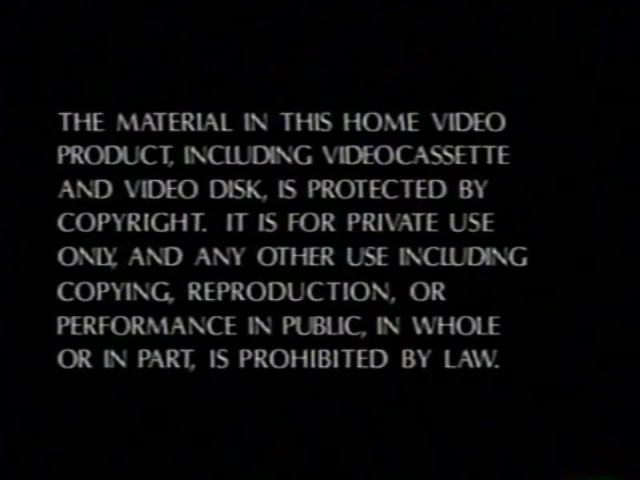 THE MATERIAL IN THIS HOME VIDEO
PRODUCT, INCLUDING VIDEOCASSETTE
AND VIDEO DISK, IS PROTECTED BY
COPYRIGHT. IT IS FOR PRIVATE USE
ONLY, AND ANY OTHER USE INCLUDING
COPYING, REPRODUCTION, OR
PERFORMANCE IN PUBLIC, IN WHOLE
OR IN PART, IS PROHIBITED BY LAW.